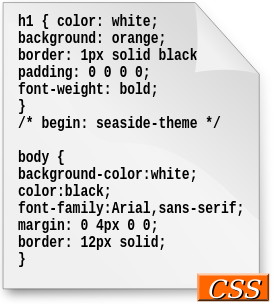 h1 { color: white;
background: orange;
border: 1px solid black
padding: 0 0 0 0;
font-weight: bold;
}
/* begin: seaside-theme */

body {
background-color:white;
color:black;
font-family:Arial,sans-serif;
margin: 0 4px 0 0;
border: 12px solid;
}
CSS